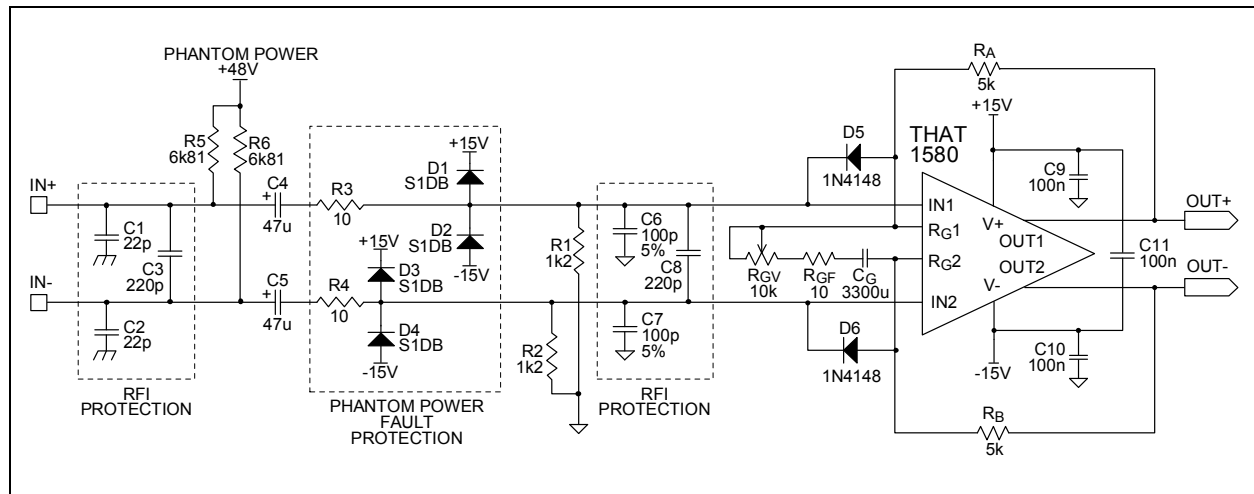 PHANTOM POWER
+48V
R5
6k81
R6
6k81
IN+
IN-
C1
22p
C2
22p
C3
220p
RFI
PROTECTION
C4
+
47u
C5
+
47u
R3
10
R4
10
+15V
D1
S1DB
D2
S1DB
-15V
+15V
D3
S1DB
D4
S1DB
-15V
PHANTOM POWER
FAULT
PROTECTION
R1
1k2
R2
1k2
C6
100p
5%
C8
220p
C7
100p
5%
RFI
PROTECTION
D5
1N4148
RGV
10k
RGF
10
CG
3300u
D6
1N4148
RA
5k
+15V
THAT
1580
IN1
RG1
RG2
IN2
V+
OUT1
OUT2
V-
C9
100n
C11
100n
C10
100n
-15V
RB
5k
OUT+
OUT-